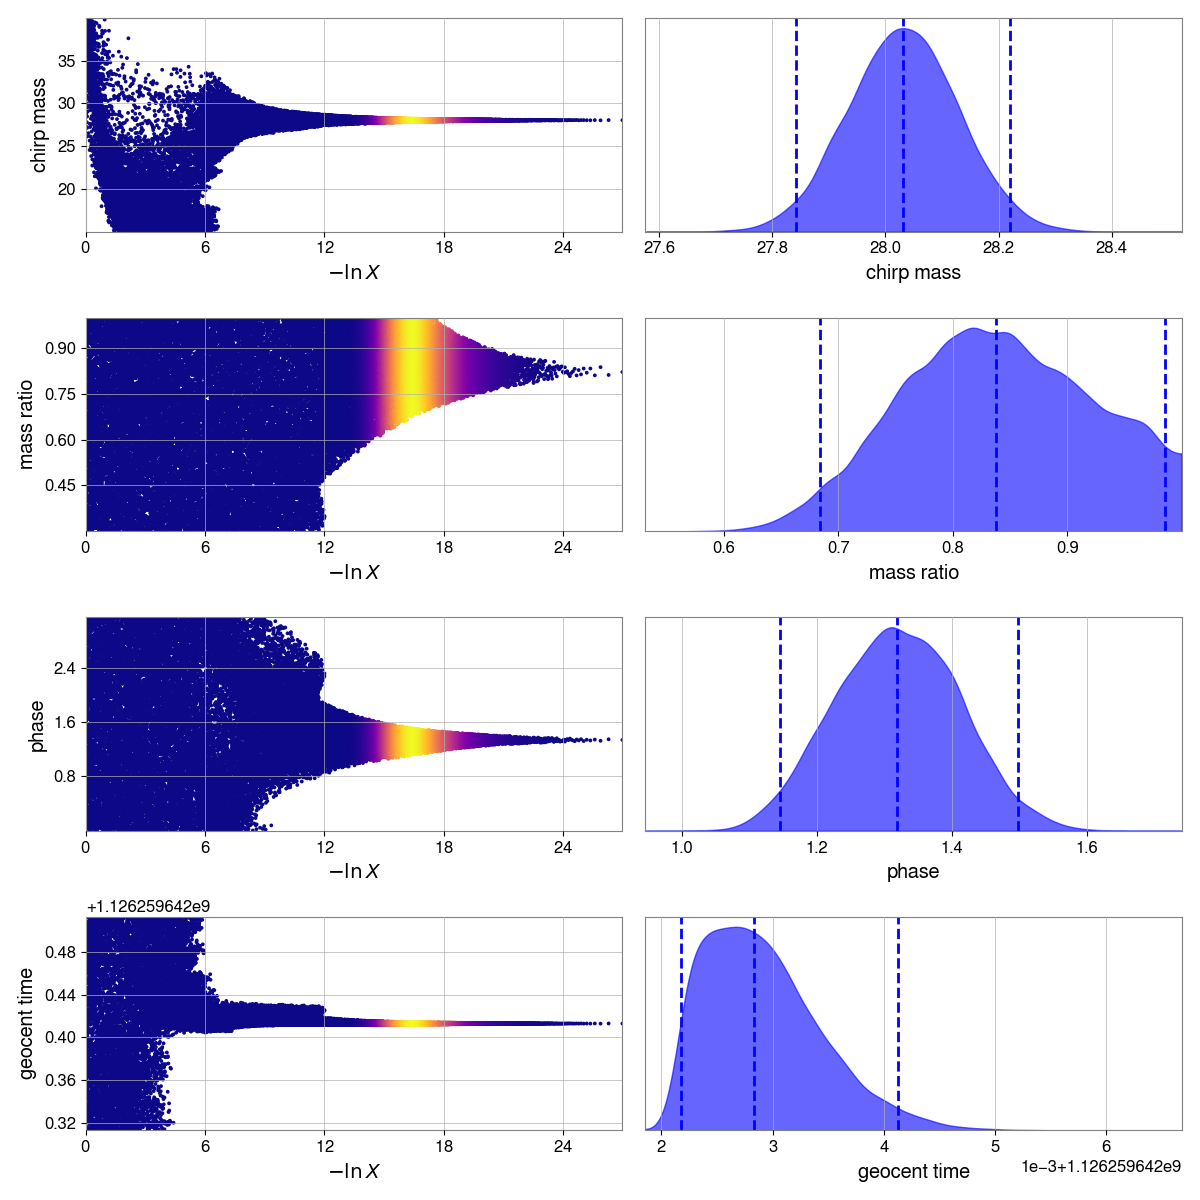 35
30
25
20
chirp mass
0 6 12 18 24
−ln X
27.6 27.8 28.0 28.2 28.4
chirp mass
0.90
0.75
0.60
0.45
mass ratio
0 6 12 18 24
−ln X
0.6 0.7 0.8 0.9
mass ratio
2.4
1.6
0.8
phase
0 6 12 18 24
−ln X
1.0 1.2 1.4 1.6
phase
+1.126259642e9
0.48
0.44
0.40
0.36
0.32
geocent time
0 6 12 18 24
−ln X
2 3 4 5 6
geocent time
1e−3+1.126259642e9